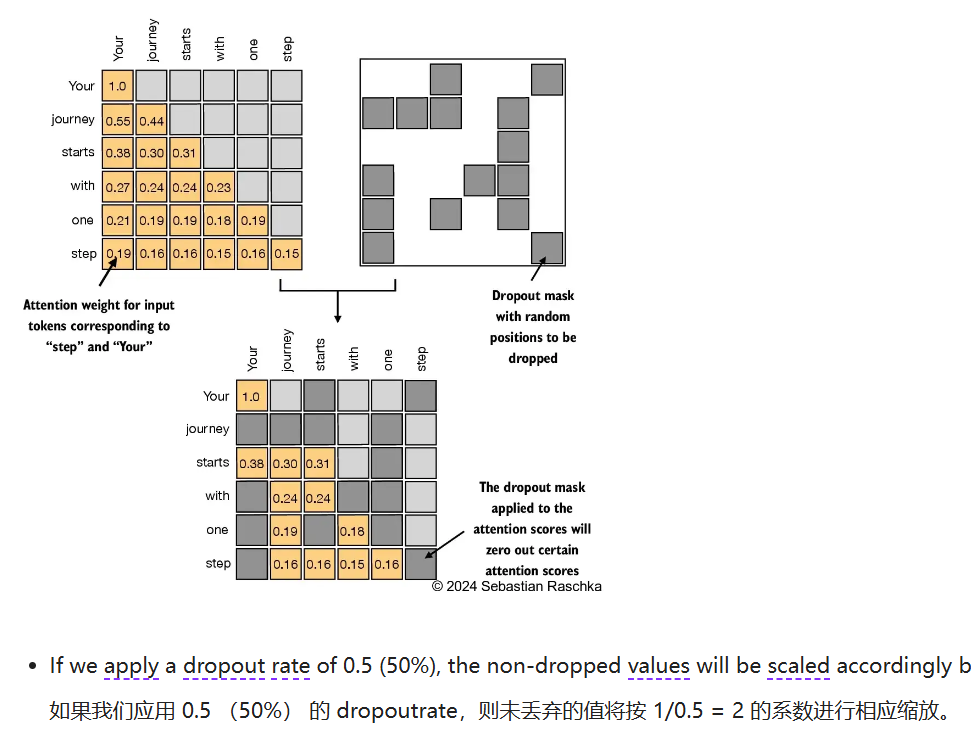 Your journey starts with one step
Your 1.0
journey 0.55 0.44
starts 0.38 0.30 0.31
with 0.27 0.24 0.24 0.23
one 0.21 0.19 0.19 0.18 0.19
step 0.19 0.16 0.16 0.15 0.16 0.15
Attention weight for input
tokens corresponding to
“step” and “Your”
Dropout mask
with random
positions to be
dropped
Your journey starts with one step
Your 1.0
journey
starts 0.38 0.30 0.31
with 0.24 0.24
one 0.19 0.18
step 0.16 0.16 0.15 0.16
The dropout mask
applied to the
attention scores will
zero out certain
attention scores
© 2024 Sebastian Raschka
• If we apply a dropout rate of 0.5 (50%), the non-dropped values will be scaled accordingly b
如果我们应用 0.5 （50%） 的 dropoutrate，则未丢弃的值将按 1/0.5 = 2 的系数进行相应缩放。